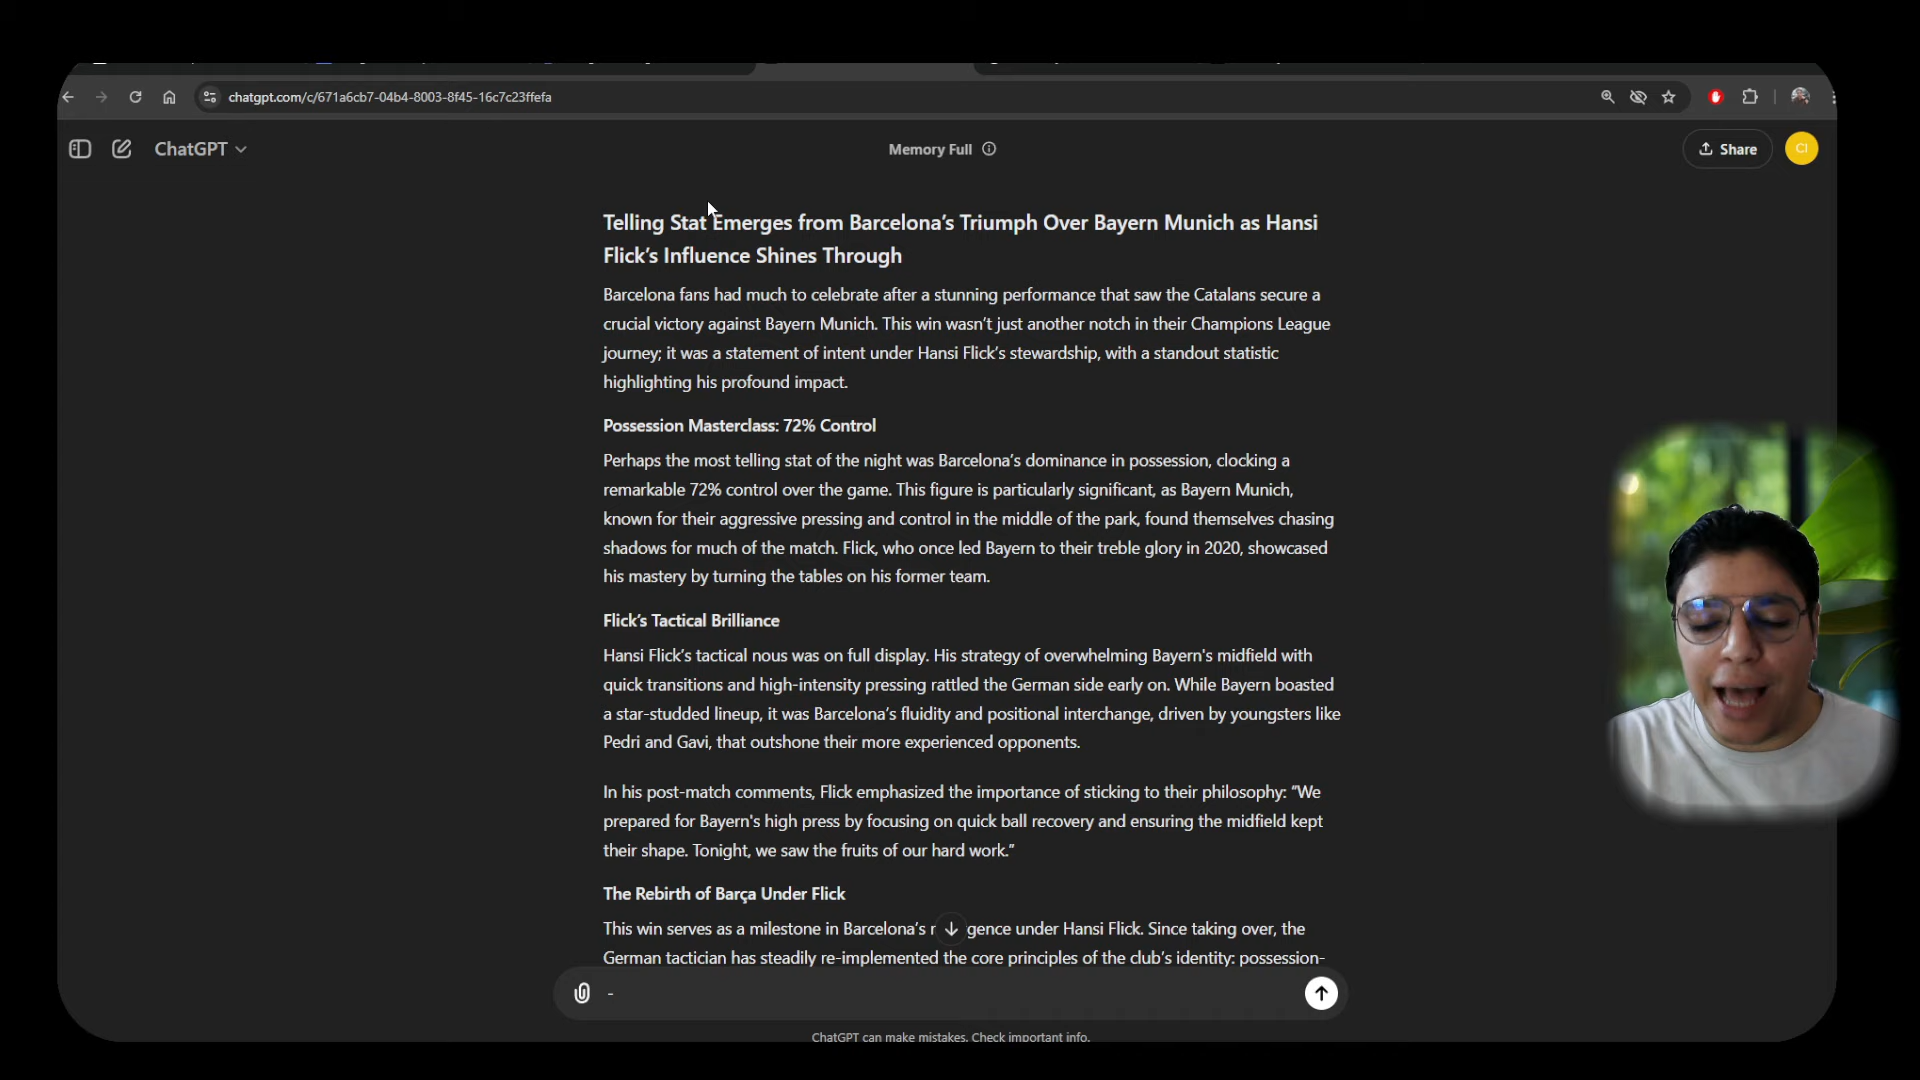 chatgpt.com/c/671a6cb7-04b4-8003-8f45-16c7c23ffefa
ChatGPT
Memory Full
Share
CI
Telling Stat Emerges from Barcelona’s Triumph Over Bayern Munich as Hansi
Flick’s Influence Shines Through
Barcelona fans had much to celebrate after a stunning performance that saw the Catalans secure a
crucial victory against Bayern Munich. This win wasn’t just another notch in their Champions League
journey; it was a statement of intent under Hansi Flick’s stewardship, with a standout statistic
highlighting his profound impact.
Possession Masterclass: 72% Control
Perhaps the most telling stat of the night was Barcelona’s dominance in possession, clocking a
remarkable 72% control over the game. This figure is particularly significant, as Bayern Munich,
known for their aggressive pressing and control in the middle of the park, found themselves chasing
shadows for much of the match. Flick, who once led Bayern to their treble glory in 2020, showcased
his mastery by turning the tables on his former team.
Flick’s Tactical Brilliance
Hansi Flick’s tactical nous was on full display. His strategy of overwhelming Bayern's midfield with
quick transitions and high-intensity pressing rattled the German side early on. While Bayern boasted
a star-studded lineup, it was Barcelona’s fluidity and positional interchange, driven by youngsters like
Pedri and Gavi, that outshone their more experienced opponents.
In his post-match comments, Flick emphasized the importance of sticking to their philosophy: “We
prepared for Bayern's high press by focusing on quick ball recovery and ensuring the midfield kept
their shape. Tonight, we saw the fruits of our hard work.”
The Rebirth of Barça Under Flick
This win serves as a milestone in Barcelona’s gence under Hansi Flick. Since taking over, the
German tactician has steadily re-implemented the core principles of the club’s identity: possession-
-
ChatGPT can make mistakes. Check important info.